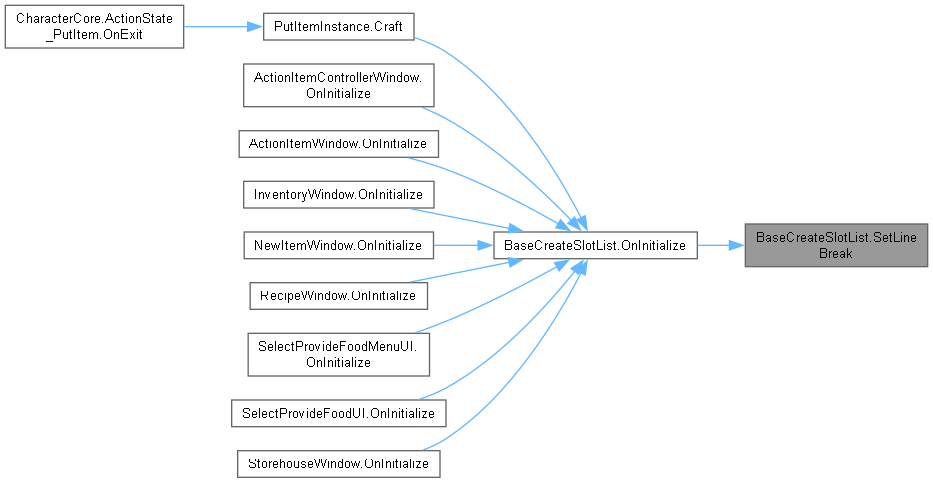 CharacterCore.ActionState
_PutItem.OnExit
PutItemInstance.Craft
ActionItemControllerWindow.
OnInitialize
ActionItemWindow.OnInitialize
InventoryWindow.OnInitialize
NewItemWindow.OnInitialize
BaseCreateSlotList.OnInitialize
BaseCreateSlotList.SetLine
Break
RecipeWindow.OnInitialize
SelectProvideFoodMenuUI.
OnInitialize
SelectProvideFoodUI.OnInitialize
StorehouseWindow.OnInitialize